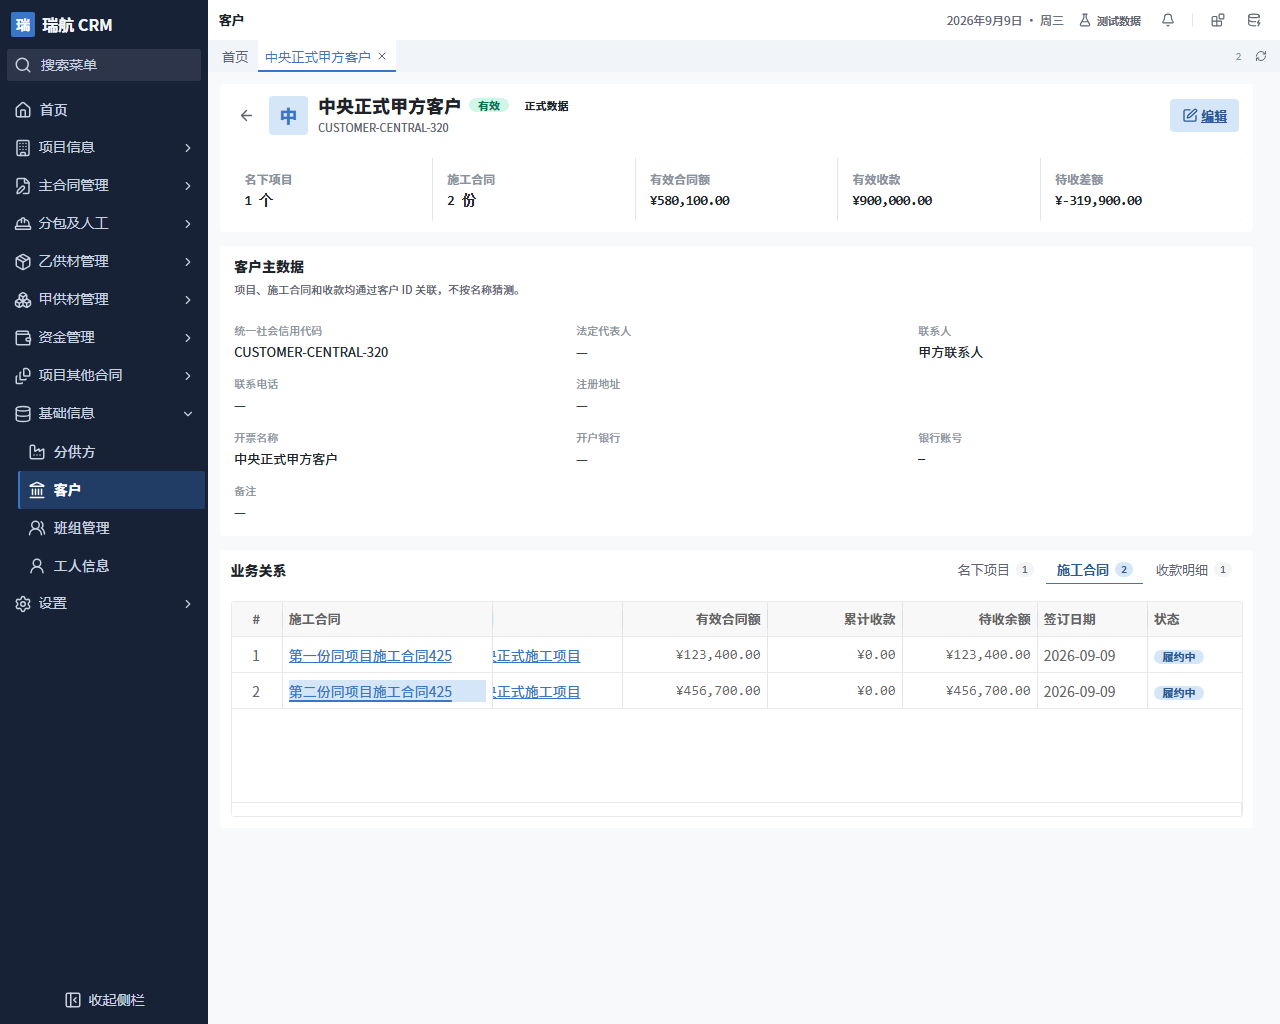 瑞 瑞航 CRM
搜索菜单
首页
项目信息
主合同管理
分包及人工
乙供材管理
甲供材管理
资金管理
项目其他合同
基础信息
分供方
客户
班组管理
工人信息
设置
收起侧栏
客户
2026年9月9日 · 周三 测试数据
首页 中央正式甲方客户 × 2
中 中央正式甲方客户 有效 正式数据
CUSTOMER-CENTRAL-320
编辑
名下项目 施工合同 有效合同额 有效收款 待收差额
1 个 2 份 ¥580,100.00 ¥900,000.00 ¥-319,900.00
客户主数据
项目、施工合同和收款均通过客户 ID 关联，不按名称猜测。
统一社会信用代码 法定代表人 联系人
CUSTOMER-CENTRAL-320 — 甲方联系人
联系电话 注册地址
— —
开票名称 开户银行 银行账号
中央正式甲方客户 — –
备注
—
业务关系 名下项目 1 施工合同 2 收款明细 1
# 施工合同 有效合同额 累计收款 待收余额 签订日期 状态
1 第一份同项目施工合同425 正式施工项目 ¥123,400.00 ¥0.00 ¥123,400.00 2026-09-09 履约中
2 第二份同项目施工合同425 正式施工项目 ¥456,700.00 ¥0.00 ¥456,700.00 2026-09-09 履约中